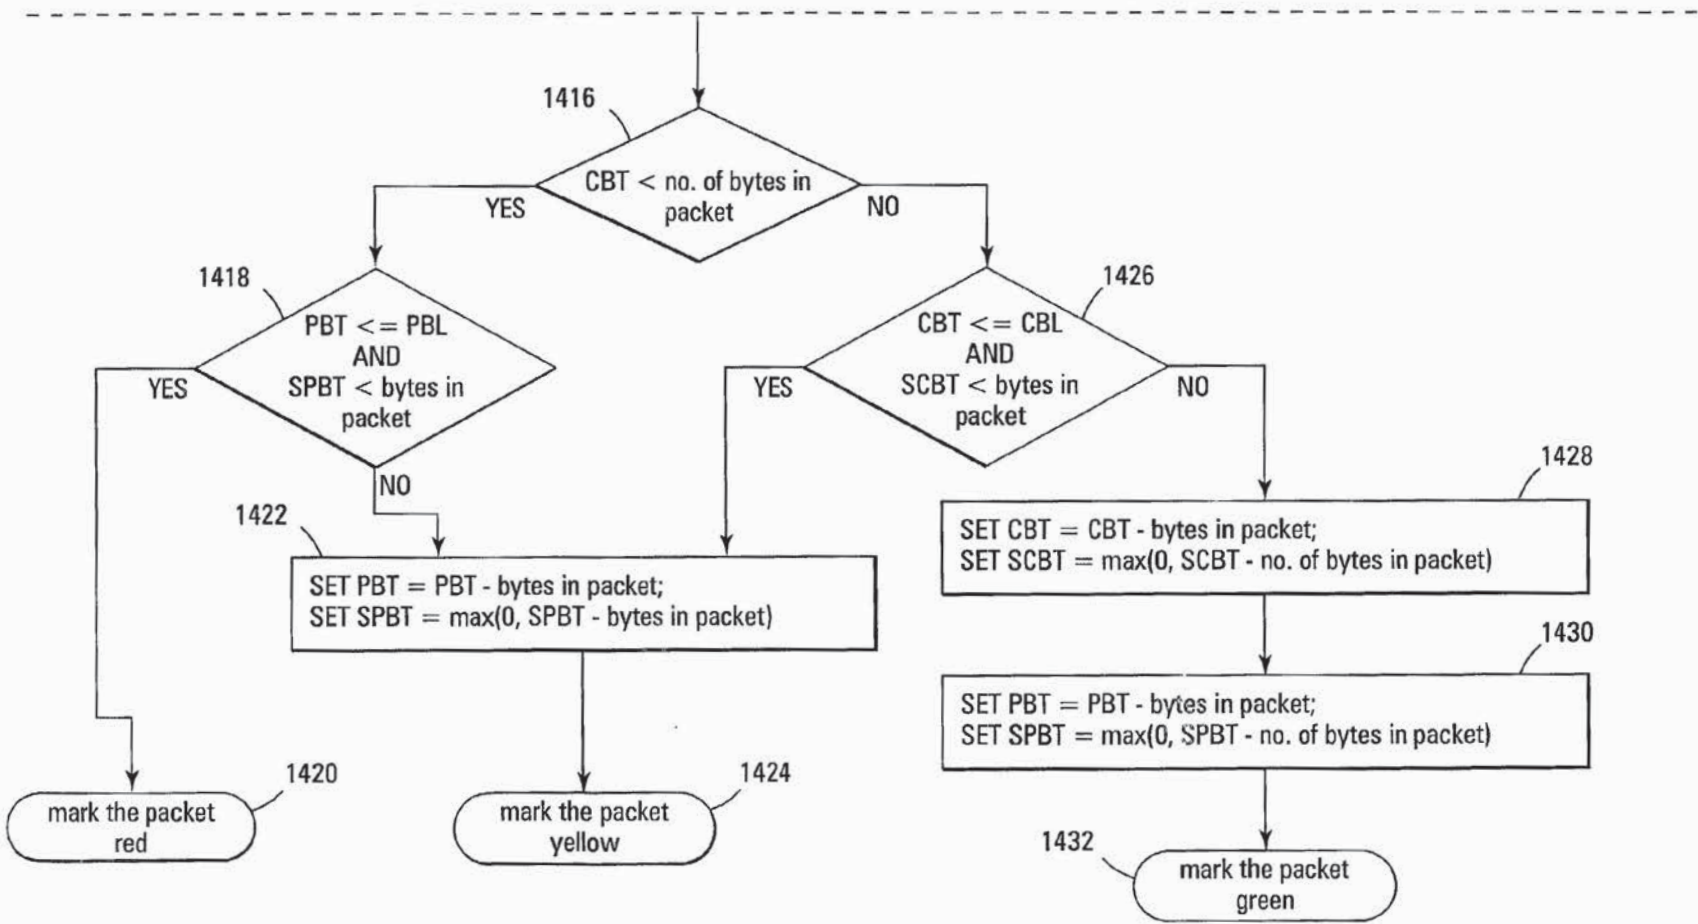 1416
CBT < no. of bytes in
packet
YES
NO
1418
PBT <= PBL
AND
SPBT < bytes in
packet
YES
NO
1426
CBT <= CBL
AND
SCBT < bytes in
packet
YES
NO
1422
SET PBT = PBT - bytes in packet;
SET SPBT = max(0, SPBT - bytes in packet)
1428
SET CBT = CBT - bytes in packet;
SET SCBT = max(0, SCBT - no. of bytes in packet)
1430
SET PBT = PBT - bytes in packet;
SET SPBT = max(0, SPBT - no. of bytes in packet)
1420
mark the packet
red
1424
mark the packet
yellow
1432
mark the packet
green